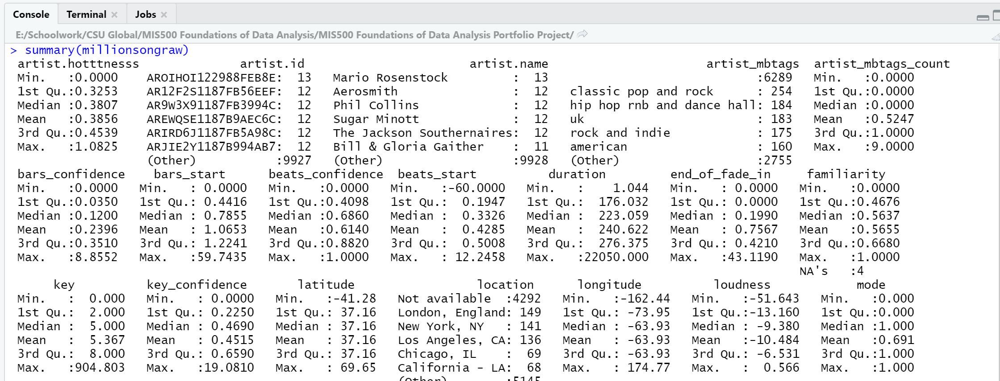 Console Terminal Jobs
E:/Schoolwork/CSU Global/MIS500 Foundations of Data Analysis/MIS500 Foundations of Data Analysis Portfolio Project/
> summary(millionsongraw)
artist.hotttnesss artist.id artist.name artist_mbtags artist_mbtags_count
Min. :0.0000 AROIHOI122988FEB8E: 13 Mario Rosenstock : 13 :6289 Min. :0.0000
1st Qu.:0.3253 AR12F2S1187FB56EEF: 12 Aerosmith : 12 classic pop and rock : 254 1st Qu.:0.0000
Median :0.3807 AR9W3X91187FB3994C: 12 Phil Collins : 12 hip hop rnb and dance hall: 184 Median :0.0000
Mean :0.3856 AREWQSE1187B9AEC6C: 12 Sugar Minott : 12 uk : 183 Mean :0.5247
3rd Qu.:0.4539 ARIRD6J1187FB5A98C: 12 The Jackson Southernaires: 12 rock and indie : 175 3rd Qu.:1.0000
Max. :1.0825 ARJIE2Y1187B994AB7: 12 Bill & Gloria Gaither : 11 american : 160 Max. :9.0000
(Other) :9927 (Other) :9928 (Other) :2755
bars_confidence bars_start beats_confidence beats_start duration end_of_fade_in familiarity
Min. :0.0000 Min. : 0.0000 Min. :0.0000 Min. :-60.0000 Min. : 1.044 Min. : 0.0000 Min. :0.0000
1st Qu.:0.0350 1st Qu.: 0.4416 1st Qu.:0.4098 1st Qu.: 0.1947 1st Qu.: 176.032 1st Qu.: 0.0000 1st Qu.:0.4676
Median :0.1200 Median : 0.7855 Median :0.6860 Median : 0.3326 Median : 223.059 Median : 0.1990 Median :0.5637
Mean :0.2396 Mean : 1.0653 Mean :0.6140 Mean : 0.4285 Mean : 240.622 Mean : 0.7567 Mean :0.5655
3rd Qu.:0.3510 3rd Qu.: 1.2241 3rd Qu.:0.8820 3rd Qu.: 0.5008 3rd Qu.: 276.375 3rd Qu.: 0.4210 3rd Qu.:0.6680
Max. :8.8552 Max. :59.7435 Max. :1.0000 Max. : 12.2458 Max. :22050.000 Max. :43.1190 Max. :1.0000
NA's :4
key key_confidence latitude location longitude loudness mode
Min. : 0.000 Min. : 0.0000 Min. :-41.28 Not available :4292 Min. :-162.44 Min. :-51.643 Min. :0.000
1st Qu.: 2.000 1st Qu.: 0.2250 1st Qu.: 37.16 London, England: 149 1st Qu.: -73.95 1st Qu.:-13.160 1st Qu.:0.000
Median : 5.000 Median : 0.4690 Median : 37.16 New York, NY : 141 Median : -63.93 Median : -9.380 Median :1.000
Mean : 5.367 Mean : 0.4515 Mean : 37.16 Los Angeles, CA: 136 Mean : -63.93 Mean :-10.484 Mean :0.691
3rd Qu.: 8.000 3rd Qu.: 0.6590 3rd Qu.: 37.16 Chicago, IL : 69 3rd Qu.: -63.93 3rd Qu.: -6.531 3rd Qu.:1.000
Max. :904.803 Max. :19.0810 Max. : 69.65 California - LA: 68 Max. : 174.77 Max. : 0.566 Max. :1.000
(Other) :5145